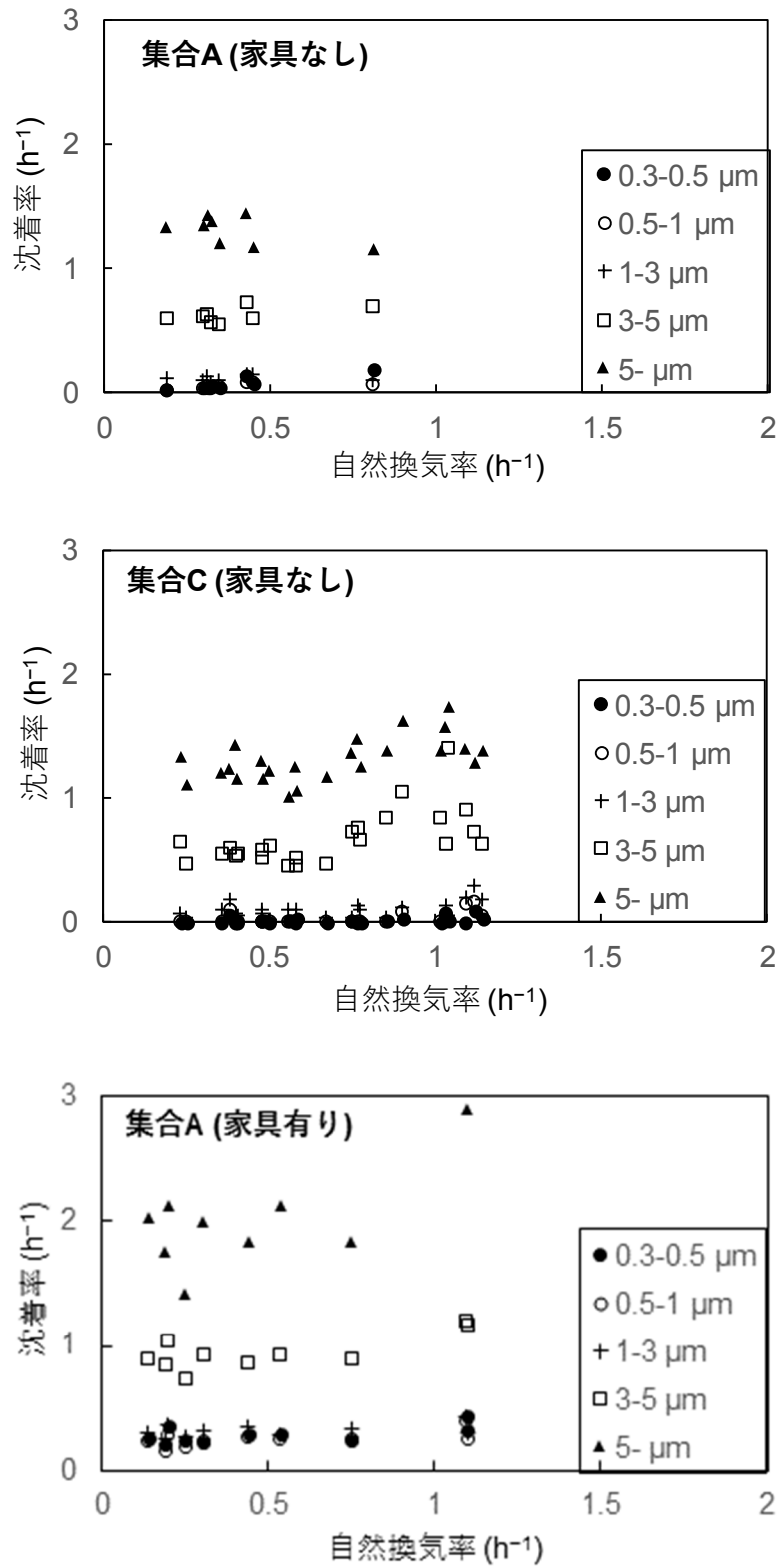 3
集合A (家具なし)
2
沈着率 (h⁻¹)
0.3-0.5 µm
0.5-1 µm
1-3 µm
3-5 µm
5- µm
1
0
0
0.5
1
1.5
2
自然換気率 (h⁻¹)
3
集合C (家具なし)
2
沈着率 (h⁻¹)
0.3-0.5 µm
0.5-1 µm
1-3 µm
3-5 µm
5- µm
1
0
0
0.5
1
1.5
2
自然換気率 (h⁻¹)
3
集合A (家具有り)
2
沈着率 (h⁻¹)
0.3-0.5 µm
0.5-1 µm
1-3 µm
3-5 µm
5- µm
1
0
0
0.5
1
1.5
2
自然換気率 (h⁻¹)